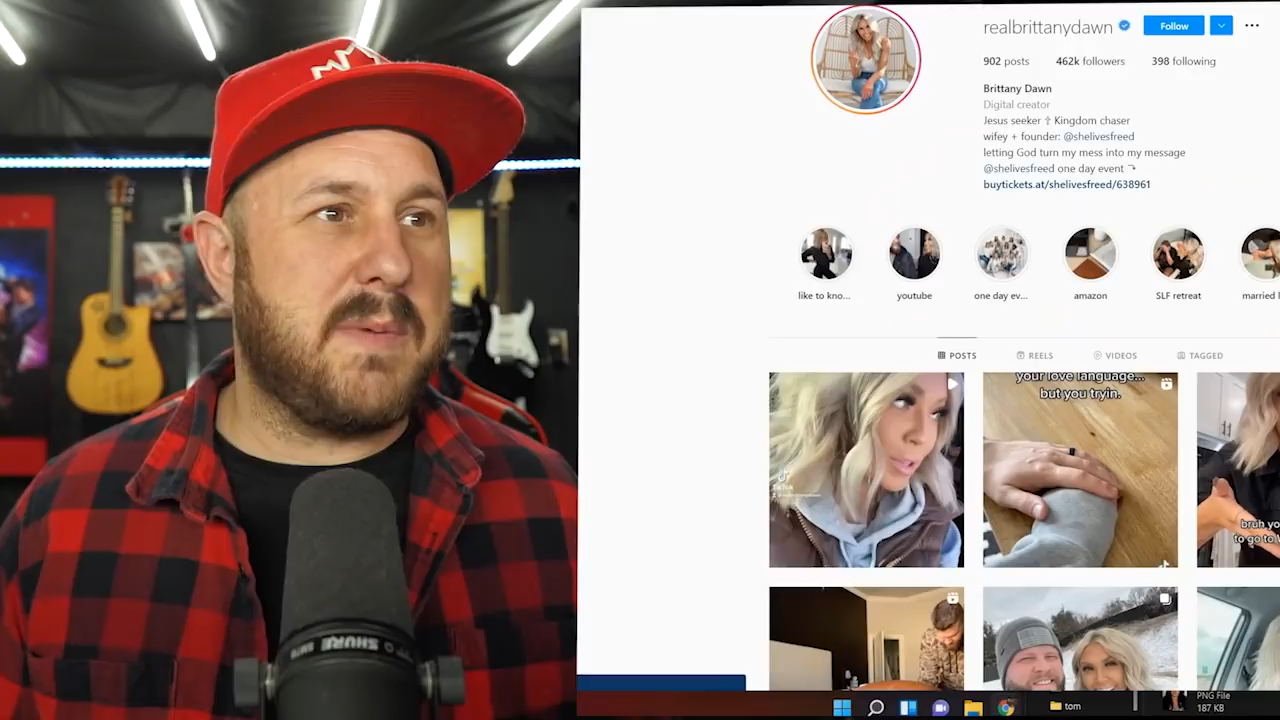 realbrittanydawn
Follow
902 posts 462k followers 398 following
Brittany Dawn
Digital creator
Jesus seeker ✝ Kingdom chaser
wifey + founder: @shelivesfreed
letting God turn my mess into my message
@shelivesfreed one day event ⤵
buytickets.at/shelivesfreed/638961
like to kno...
youtube
one day ev...
amazon
SLF retreat
married l
POSTS
REELS
VIDEOS
TAGGED
your love language...
but you tryin.
TikTok
bruh yo
to go to
SHURE
tom
PNG File
187 KB